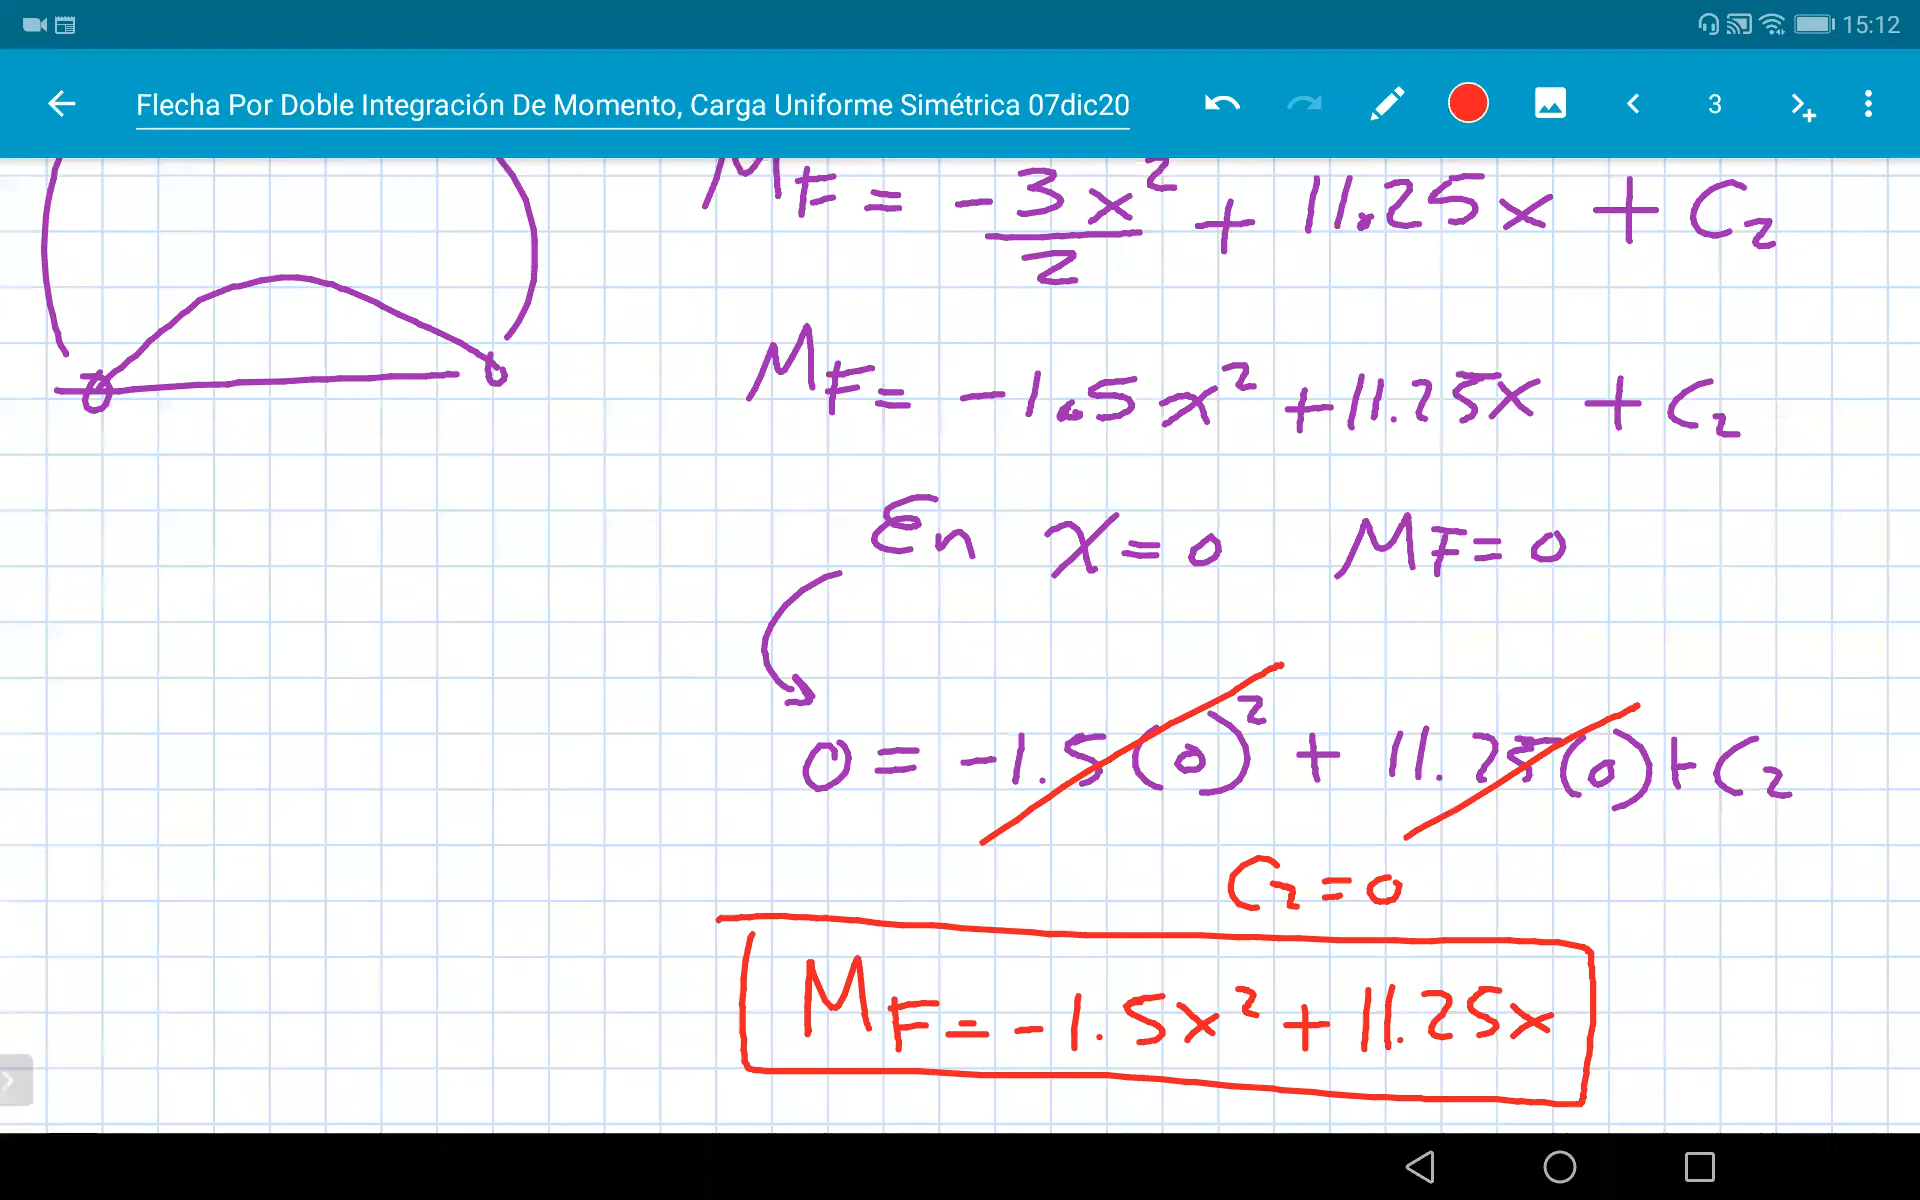 15:12
Flecha Por Doble Integración De Momento, Carga Uniforme Simétrica 07dic20
3
MF = -3x²/2 + 11.25x + C₂
MF = -1.5x² + 11.25x + C₂
En x = 0 MF = 0
0 = -1.5(0)² + 11.25(0) + C₂
C₂ = 0
MF = -1.5x² + 11.25x